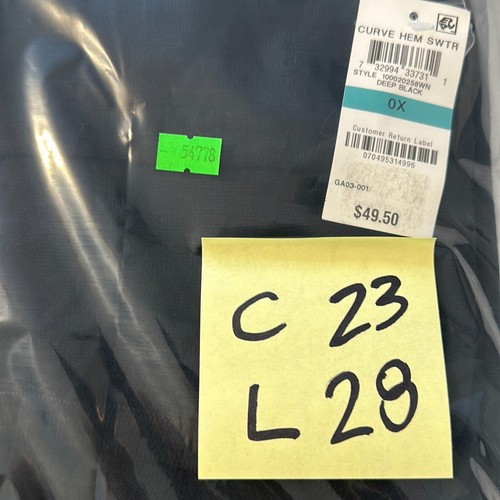 CURVE HEM SWTR
7 32994 33731 1
STYLE 100020258WN
DEEP BLACK
0X
Customer Return Label
070495314996
GA03-001
$49.50
54778
C 23
L 28